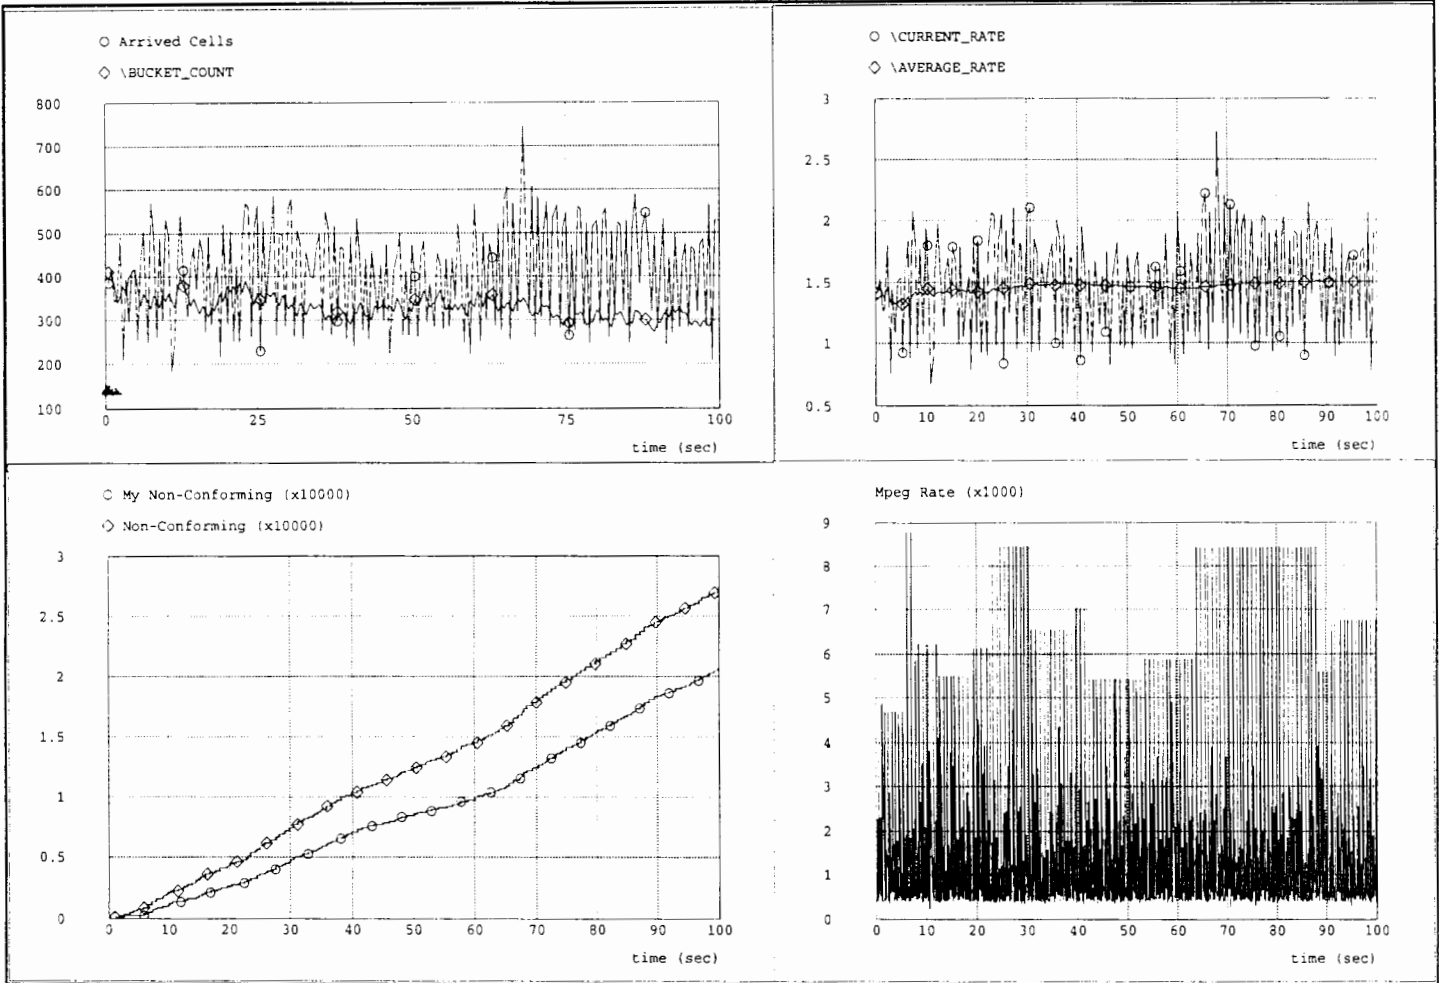 Arrived Cells
\BUCKET_COUNT
800
700
600
500
400
300
200
100
0 25 50 75 100
time (sec)
\CURRENT_RATE
\AVERAGE_RATE
3
2.5
2
1.5
1
0.5
0 10 20 30 40 50 60 70 80 90 100
time (sec)
My Non-Conforming (x10000)
Non-Conforming (x10000)
3
2.5
2
1.5
1
0.5
0
0 10 20 30 40 50 60 70 80 90 100
time (sec)
Mpeg Rate (x1000)
9
8
7
6
5
4
3
2
1
0
0 10 20 30 40 50 60 70 80 90 100
time (sec)